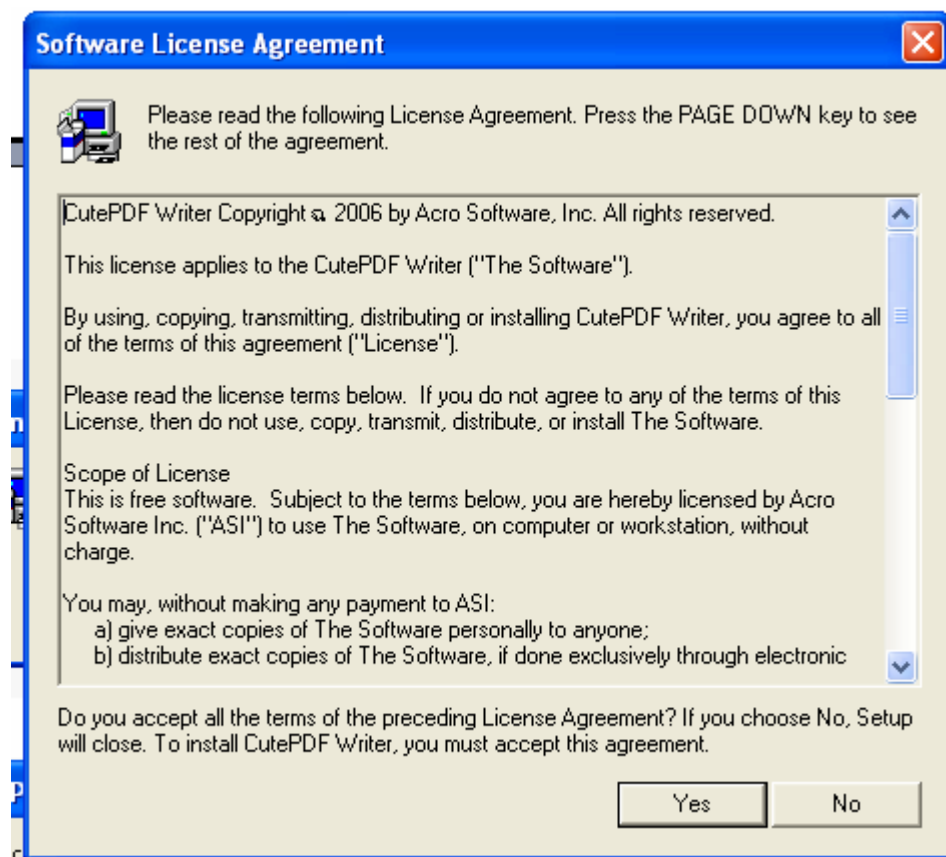 Software License Agreement
Please read the following License Agreement. Press the PAGE DOWN key to see
the rest of the agreement.
CutePDF Writer Copyright © 2006 by Acro Software, Inc. All rights reserved.
This license applies to the CutePDF Writer ("The Software").
By using, copying, transmitting, distributing or installing CutePDF Writer, you agree to all
of the terms of this agreement ("License").
Please read the license terms below.  If you do not agree to any of the terms of this
License, then do not use, copy, transmit, distribute, or install The Software.
Scope of License
This is free software.  Subject to the terms below, you are hereby licensed by Acro
Software Inc. ("ASI") to use The Software, on computer or workstation, without
charge.
You may, without making any payment to ASI:
a) give exact copies of The Software personally to anyone;
b) distribute exact copies of The Software, if done exclusively through electronic
Do you accept all the terms of the preceding License Agreement? If you choose No, Setup
will close. To install CutePDF Writer, you must accept this agreement.
Yes
No